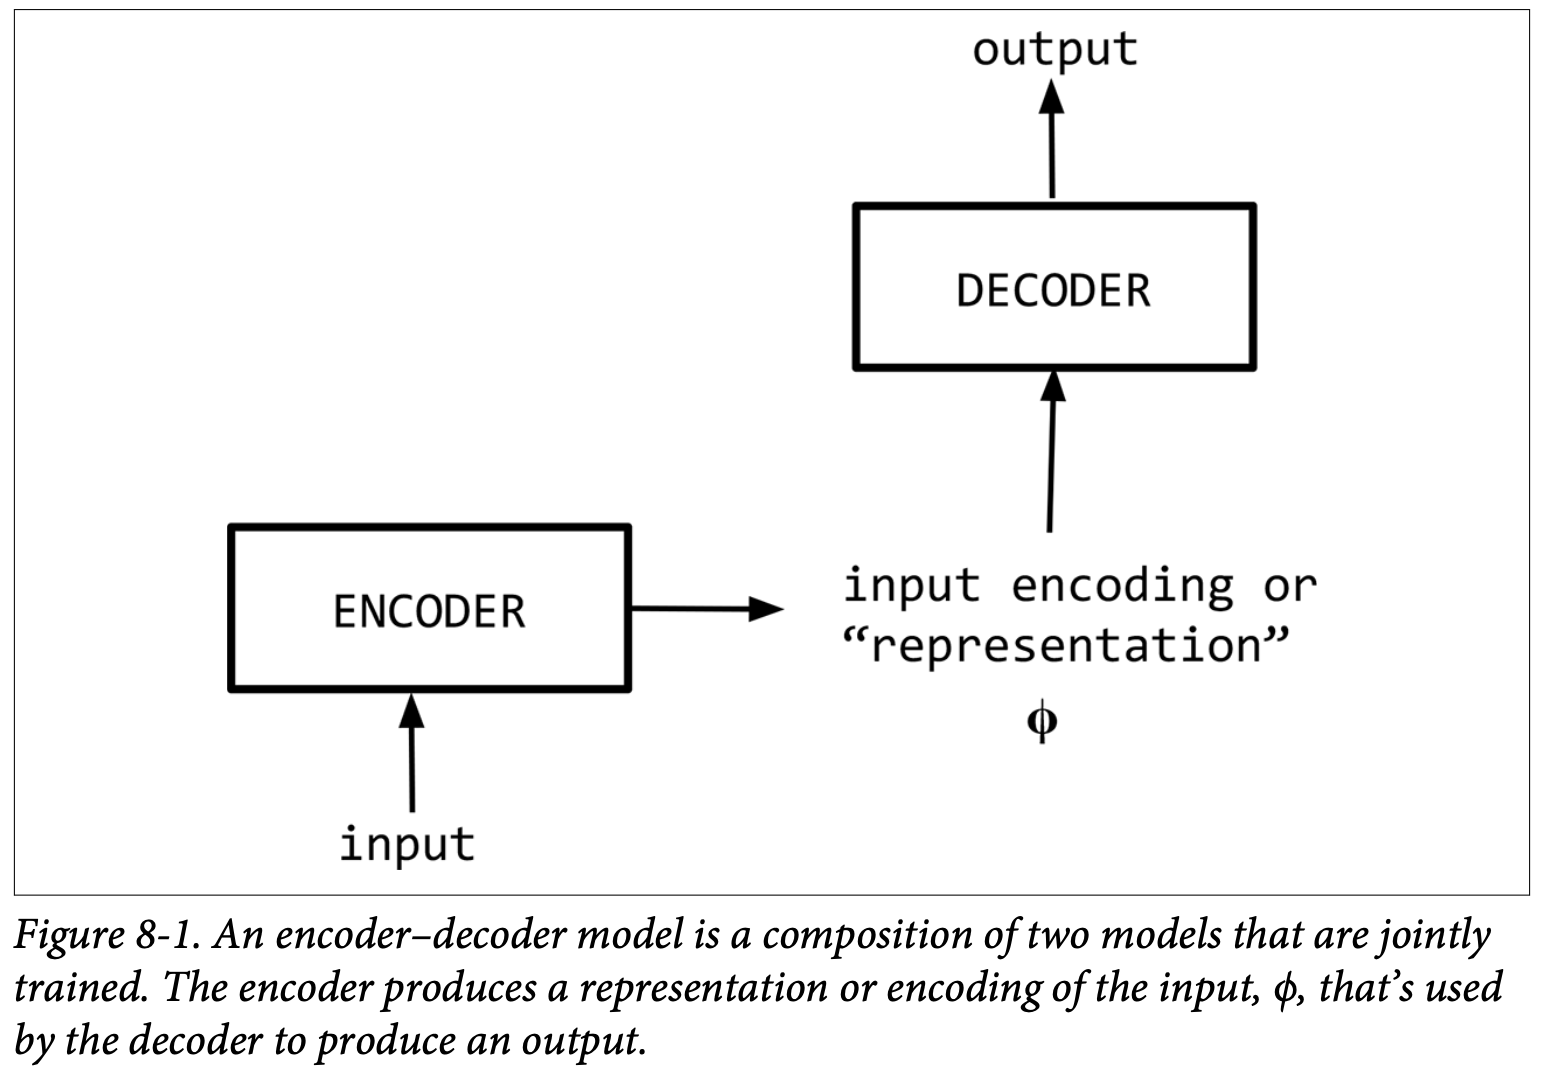 output
DECODER
ENCODER
input encoding or
“representation”
ϕ
input
Figure 8-1. An encoder–decoder model is a composition of two models that are jointly
trained. The encoder produces a representation or encoding of the input, ϕ, that’s used
by the decoder to produce an output.